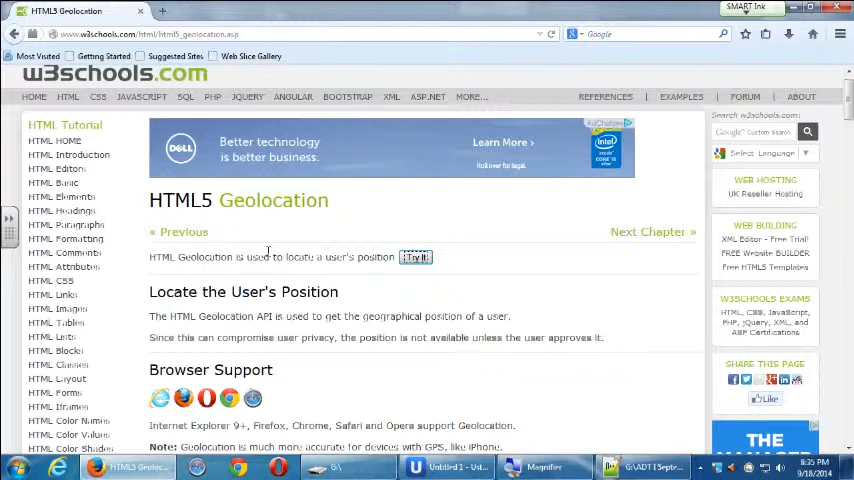 HTML5 Geolocation
SMART Ink
www.w3schools.com/html/html5_geolocation.asp
Google
Most Visited
Getting Started
Suggested Sites
Web Slice Gallery
w3schools.com
HOME HTML CSS JAVASCRIPT SQL PHP JQUERY ANGULAR BOOTSTRAP XML ASP.NET MORE...
REFERENCES | EXAMPLES | FORUM | ABOUT
HTML Tutorial
HTML HOME
HTML Introduction
HTML Editors
HTML Basic
HTML Elements
HTML Headings
HTML Paragraphs
HTML Formatting
HTML Comments
HTML Attributes
HTML CSS
HTML Links
HTML Images
HTML Tables
HTML Lists
HTML Blocks
HTML Classes
HTML Layout
HTML Forms
HTML Iframes
HTML Color Names
HTML Color Values
HTML Color Shades
AdChoices
DELL
Better technology
is better business.
Learn More ›
Roll over for legal.
intel
CORE i5
HTML5 Geolocation
« Previous
Next Chapter »
HTML Geolocation is used to locate a user's position
Try It
Locate the User's Position
The HTML Geolocation API is used to get the geographical position of a user.
Since this can compromise user privacy, the position is not available unless the user approves it.
Browser Support
Internet Explorer 9+, Firefox, Chrome, Safari and Opera support Geolocation.
Note: Geolocation is much more accurate for devices with GPS, like iPhone.
Search w3schools.com:
Google™ Custom Search
Select Language
WEB HOSTING
UK Reseller Hosting
WEB BUILDING
XML Editor - Free Trial!
FREE Website BUILDER
Free HTML5 Templates
W3SCHOOLS EXAMS
HTML, CSS, JavaScript,
PHP, jQuery, XML, and
ASP Certifications
SHARE THIS PAGE
Like
THE
MANAGER
HTML5 Geoloc...
G:\
Untitled 1 - Ust...
Magnifier
G:\ADT I Septe...
8:35 PM
9/18/2014